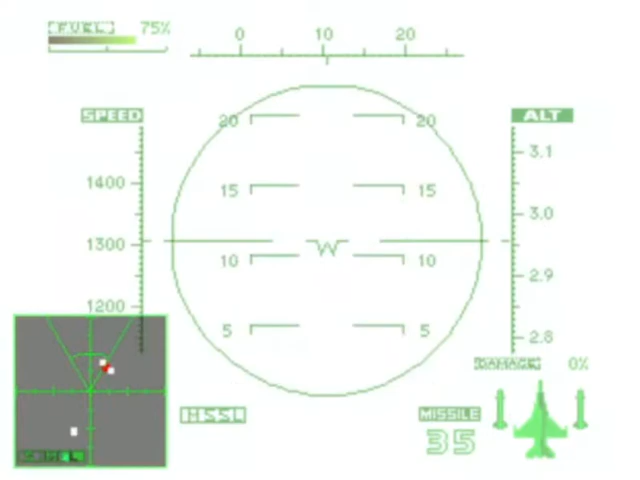 FUEL 75%
0 10 20
SPEED
ALT
20 20
3.1
1400
15 15
3.0
1300
10 10
2.9
1200
5 5
2.8
DAMAGE 0%
MSSL
MISSILE
35